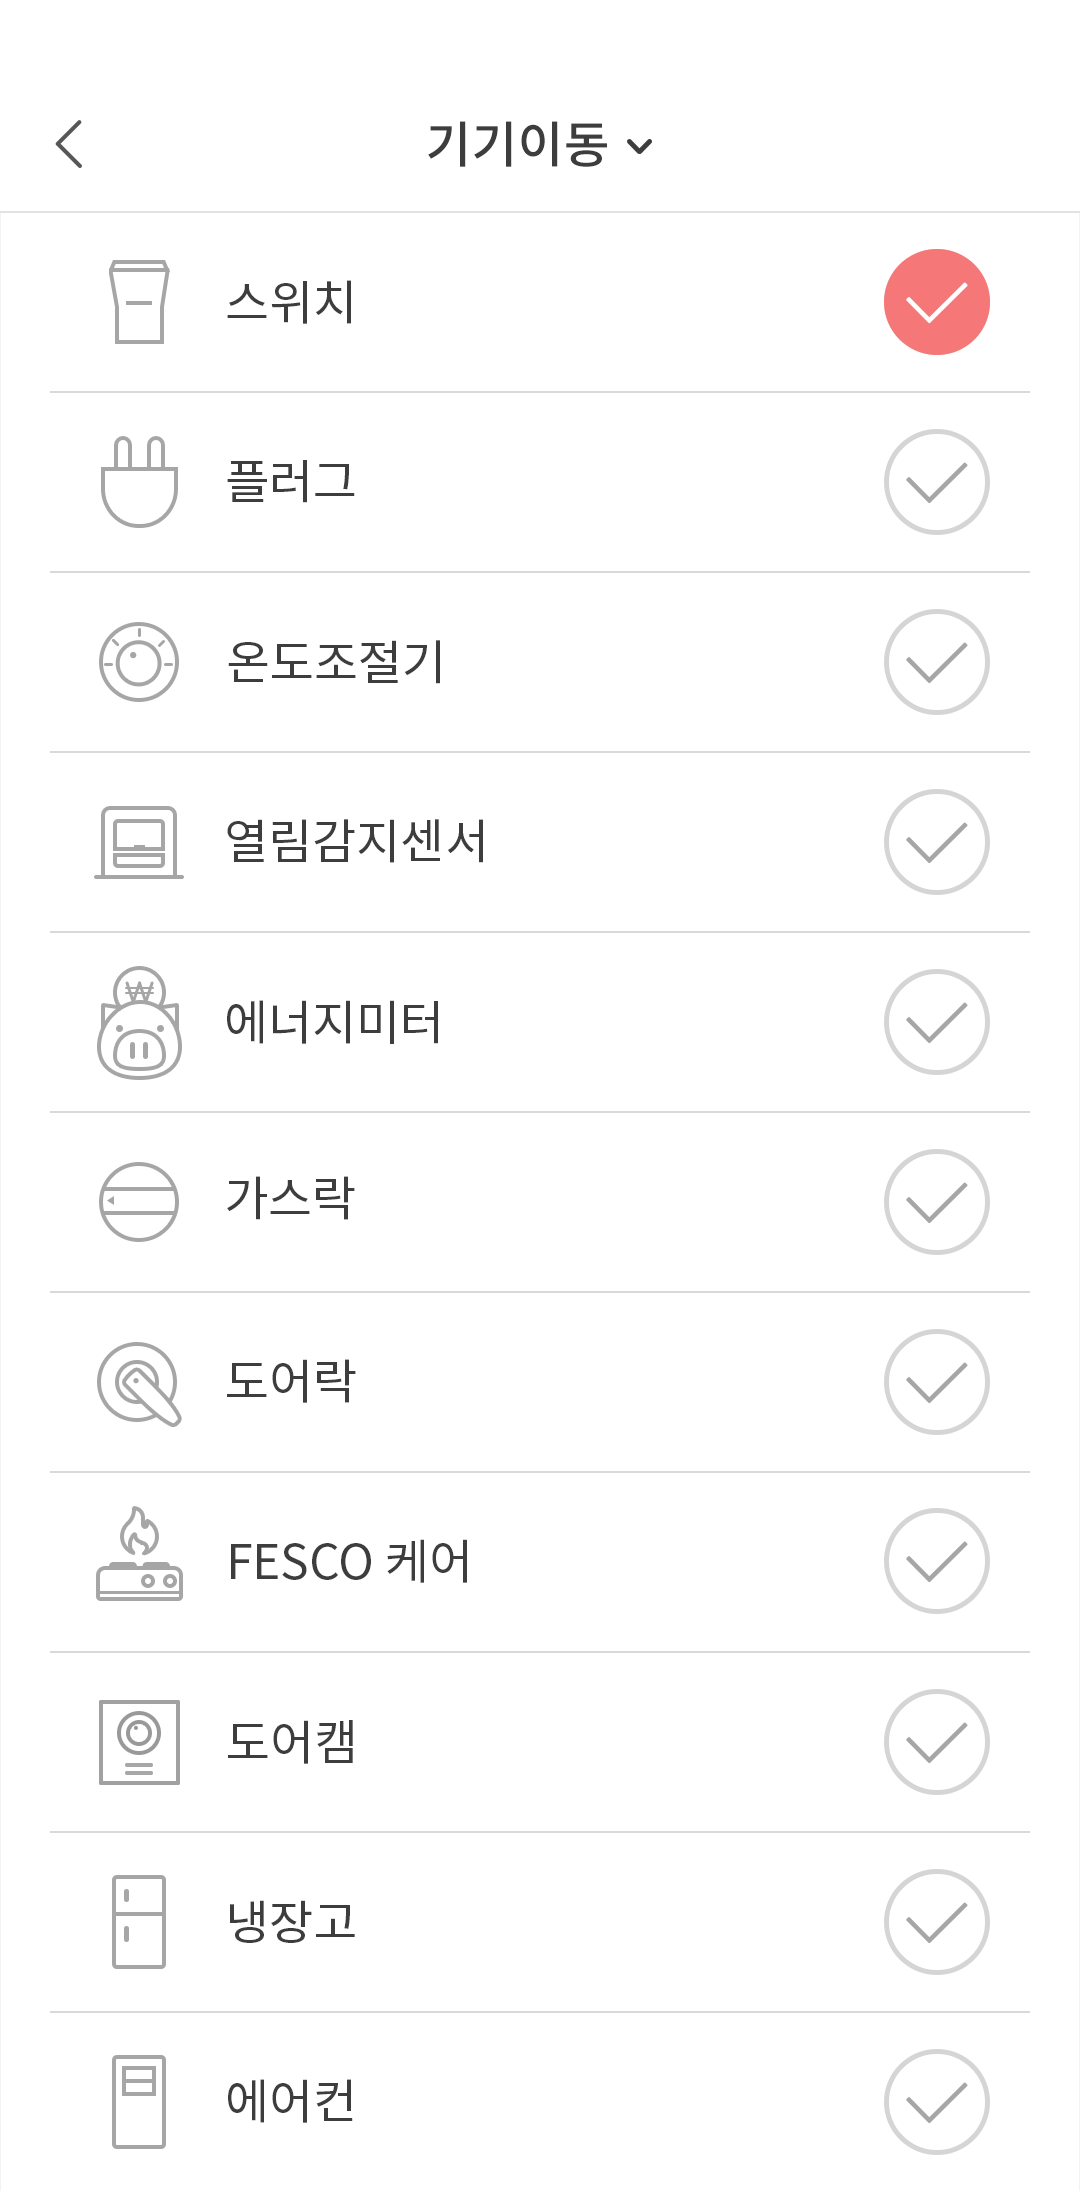 기기이동
스위치
플러그
온도조절기
열림감지센서
₩
에너지미터
가스락
도어락
FESCO 케어
도어캠
냉장고
에어컨